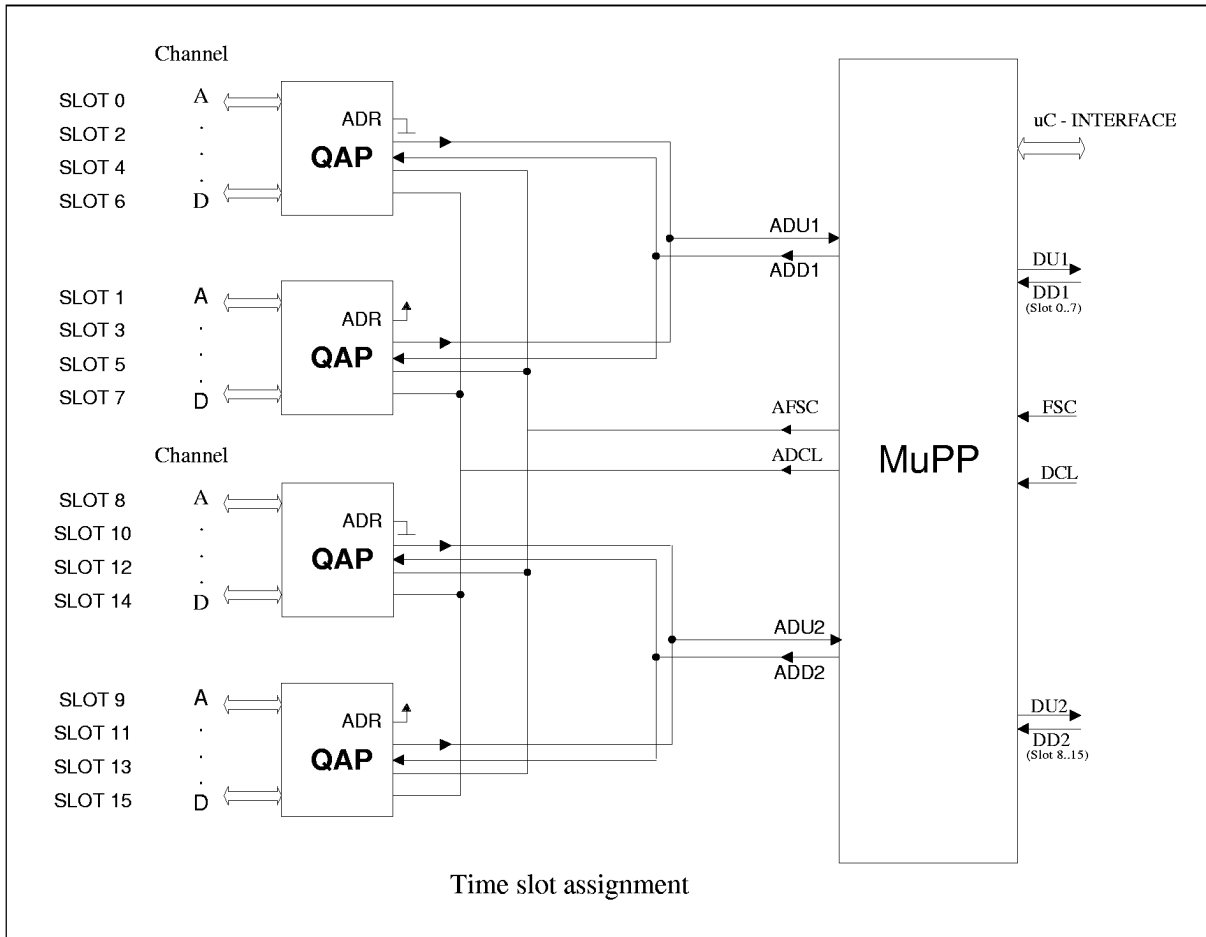 Channel
SLOT 0 A
SLOT 2 .
SLOT 4 .
SLOT 6 D
ADR
QAP
SLOT 1 A
SLOT 3 .
SLOT 5 .
SLOT 7 D
ADR
QAP
Channel
SLOT 8 A
SLOT 10 .
SLOT 12 .
SLOT 14 D
ADR
QAP
SLOT 9 A
SLOT 11 .
SLOT 13 .
SLOT 15 D
ADR
QAP
ADU1
ADD1
AFSC
ADCL
ADU2
ADD2
MuPP
uC - INTERFACE
DU1
DD1
(Slot 0..7)
FSC
DCL
DU2
DD2
(Slot 8..15)
Time slot assignment